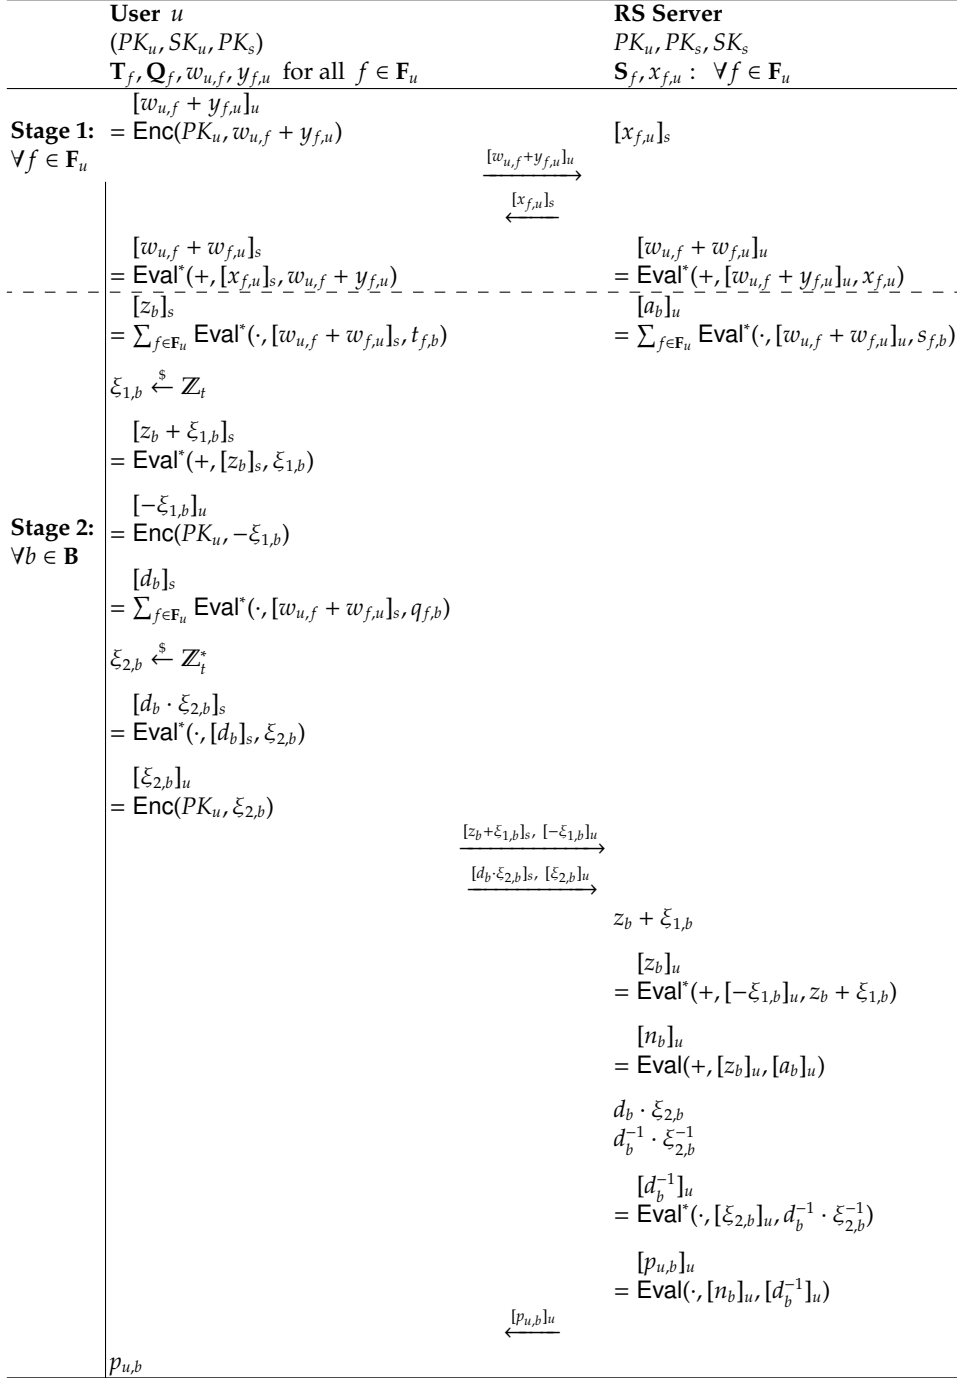 User u RS Server
(PK_u, SK_u, PK_s) PK_u, PK_s, SK_s
T_f, Q_f, w_{u,f}, y_{f,u} for all f ∈ F_u S_f, x_{f,u} : ∀f ∈ F_u
[w_{u,f} + y_{f,u}]_u
Stage 1: = Enc(PK_u, w_{u,f} + y_{f,u}) [x_{f,u}]_s
∀f ∈ F_u
[w_{u,f}+y_{f,u}]_u
⟶
[x_{f,u}]_s
⟵
[w_{u,f} + w_{f,u}]_s [w_{u,f} + w_{f,u}]_u
= Eval*(+, [x_{f,u}]_s, w_{u,f} + y_{f,u}) = Eval*(+, [w_{u,f} + y_{f,u}]_u, x_{f,u})
[z_b]_s [a_b]_u
= ∑_{f∈F_u} Eval*(·, [w_{u,f} + w_{f,u}]_s, t_{f,b}) = ∑_{f∈F_u} Eval*(·, [w_{u,f} + w_{f,u}]_u, s_{f,b})
ξ_{1,b} ←^$ ℤ_t
[z_b + ξ_{1,b}]_s
= Eval*(+, [z_b]_s, ξ_{1,b})
[−ξ_{1,b}]_u
Stage 2: = Enc(PK_u, −ξ_{1,b})
∀b ∈ B
[d_b]_s
= ∑_{f∈F_u} Eval*(·, [w_{u,f} + w_{f,u}]_s, q_{f,b})
ξ_{2,b} ←^$ ℤ_t^*
[d_b · ξ_{2,b}]_s
= Eval*(·, [d_b]_s, ξ_{2,b})
[ξ_{2,b}]_u
= Enc(PK_u, ξ_{2,b})
[z_b+ξ_{1,b}]_s, [−ξ_{1,b}]_u
⟶
[d_b·ξ_{2,b}]_s, [ξ_{2,b}]_u
⟶
z_b + ξ_{1,b}
[z_b]_u
= Eval*(+, [−ξ_{1,b}]_u, z_b + ξ_{1,b})
[n_b]_u
= Eval(+, [z_b]_u, [a_b]_u)
d_b · ξ_{2,b}
d_b^{−1} · ξ_{2,b}^{−1}
[d_b^{−1}]_u
= Eval*(·, [ξ_{2,b}]_u, d_b^{−1} · ξ_{2,b}^{−1})
[p_{u,b}]_u
= Eval(·, [n_b]_u, [d_b^{−1}]_u)
[p_{u,b}]_u
⟵
p_{u,b}